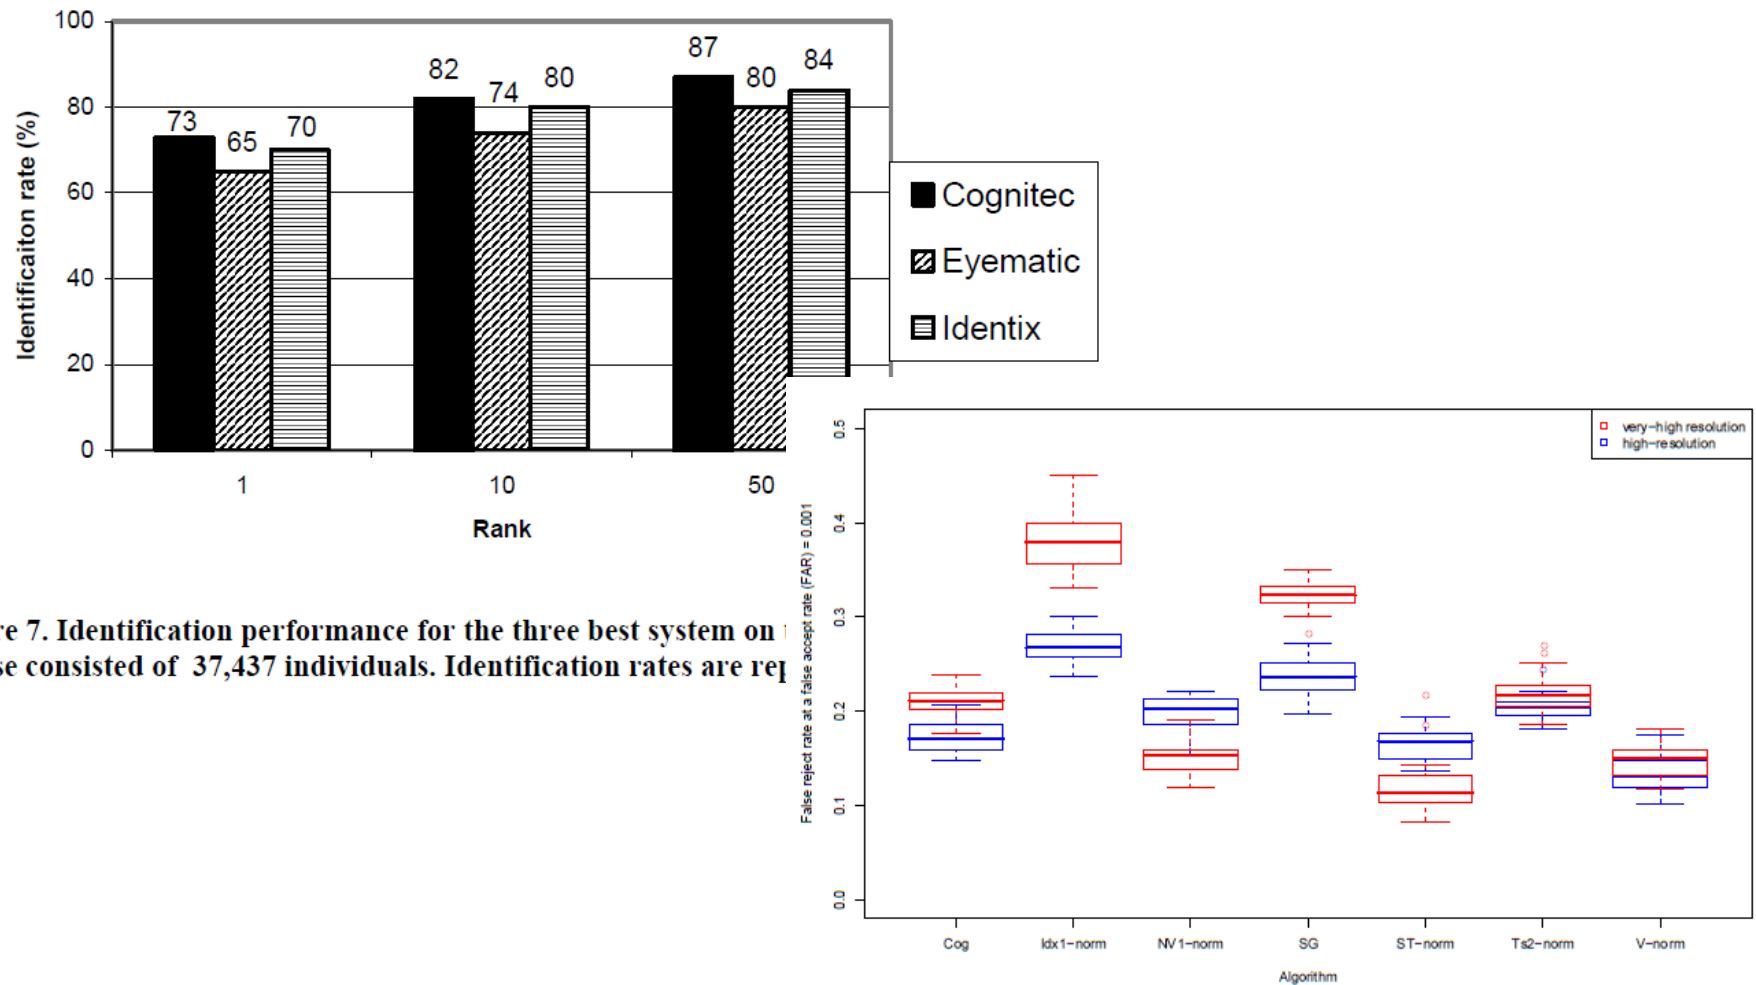 100
80
60
40
20
0
Identificaiton rate (%)
73
65
70
82
74
80
87
80
84
1
10
50
Rank
Cognitec
Eyematic
Identix
e 7. Identification performance for the three best system on
se consisted of 37,437 individuals. Identification rates are rep
0.5
0.4
0.3
0.2
0.1
0.0
False reject rate at a false accept rate (FAR) = 0.001
very-high resolution
high-resolution
Cog
Idx1-norm
NV1-norm
SG
ST-norm
Ts2-norm
V-norm
Algorithm